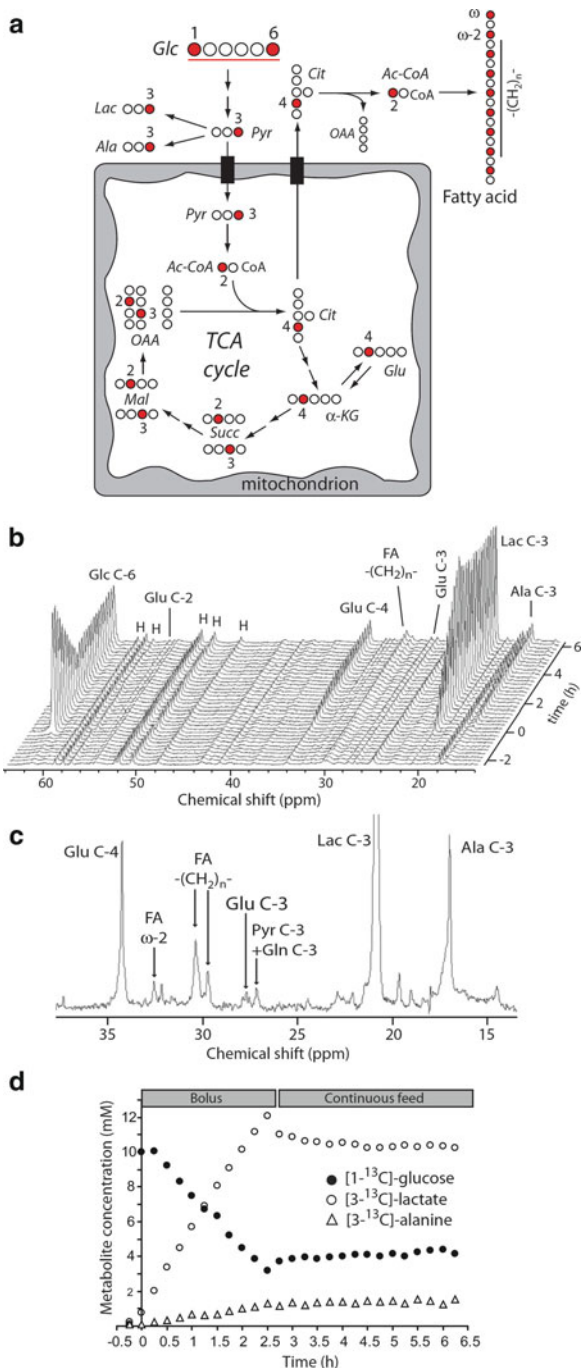 a
1 6
Glc
Lac 3
3 Pyr
Ala 3
Cit
4
Ac-CoA
CoA
2
OAA
ω
ω-2
-(CH2)n-
Fatty acid
Pyr 3
Ac-CoA CoA
2
2
3
OAA
TCA
cycle
Cit
4
4
Glu
α-KG
4
2
Mal
3
2
Succ
3
mitochondrion
b
Glc C-6
Glu C-2
H H H H H
Glu C-4
FA
-(CH2)n-
Glu C-3
Lac C-3
Ala C-3
6
4
2
0
-2
time (h)
60 50 40 30 20
Chemical shift (ppm)
c
Glu C-4
FA
ω-2
FA
-(CH2)n-
Glu C-3
Pyr C-3
+Gln C-3
Lac C-3
Ala C-3
35 30 25 20 15
Chemical shift (ppm)
d
Bolus Continuous feed
Metabolite concentration (mM)
12
10
8
6
4
2
0
[1-¹³C]-glucose
[3-¹³C]-lactate
[3-¹³C]-alanine
-0.5 0 0.5 1.0 1.5 2.0 2.5 3.0 3.5 4.0 4.5 5.0 5.5 6.0 6.5
Time (h)